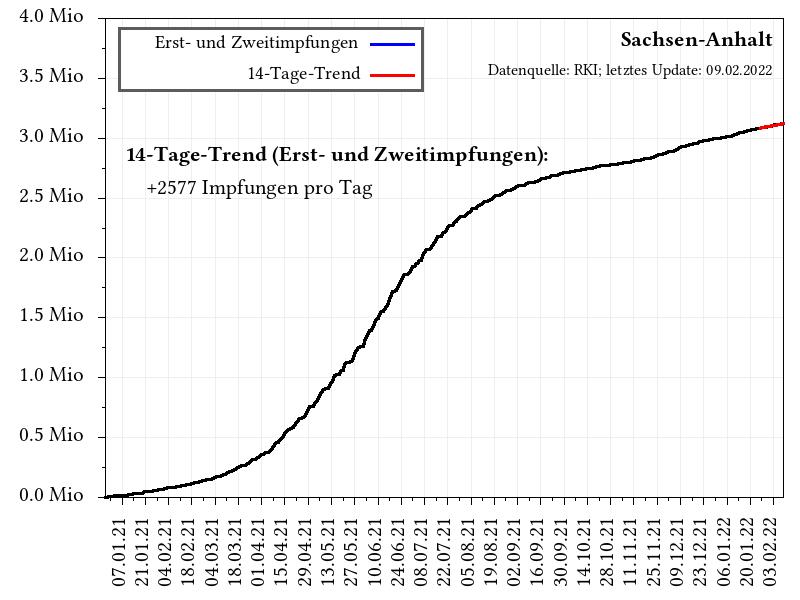 4.0 Mio
3.5 Mio
3.0 Mio
2.5 Mio
2.0 Mio
1.5 Mio
1.0 Mio
0.5 Mio
0.0 Mio
Erst- und Zweitimpfungen
14-Tage-Trend
Sachsen-Anhalt
Datenquelle: RKI; letztes Update: 09.02.2022
14-Tage-Trend (Erst- und Zweitimpfungen):
+2577 Impfungen pro Tag
07.01.21
21.01.21
04.02.21
18.02.21
04.03.21
18.03.21
01.04.21
15.04.21
29.04.21
13.05.21
27.05.21
10.06.21
24.06.21
08.07.21
22.07.21
05.08.21
19.08.21
02.09.21
16.09.21
30.09.21
14.10.21
28.10.21
11.11.21
25.11.21
09.12.21
23.12.21
06.01.22
20.01.22
03.02.22